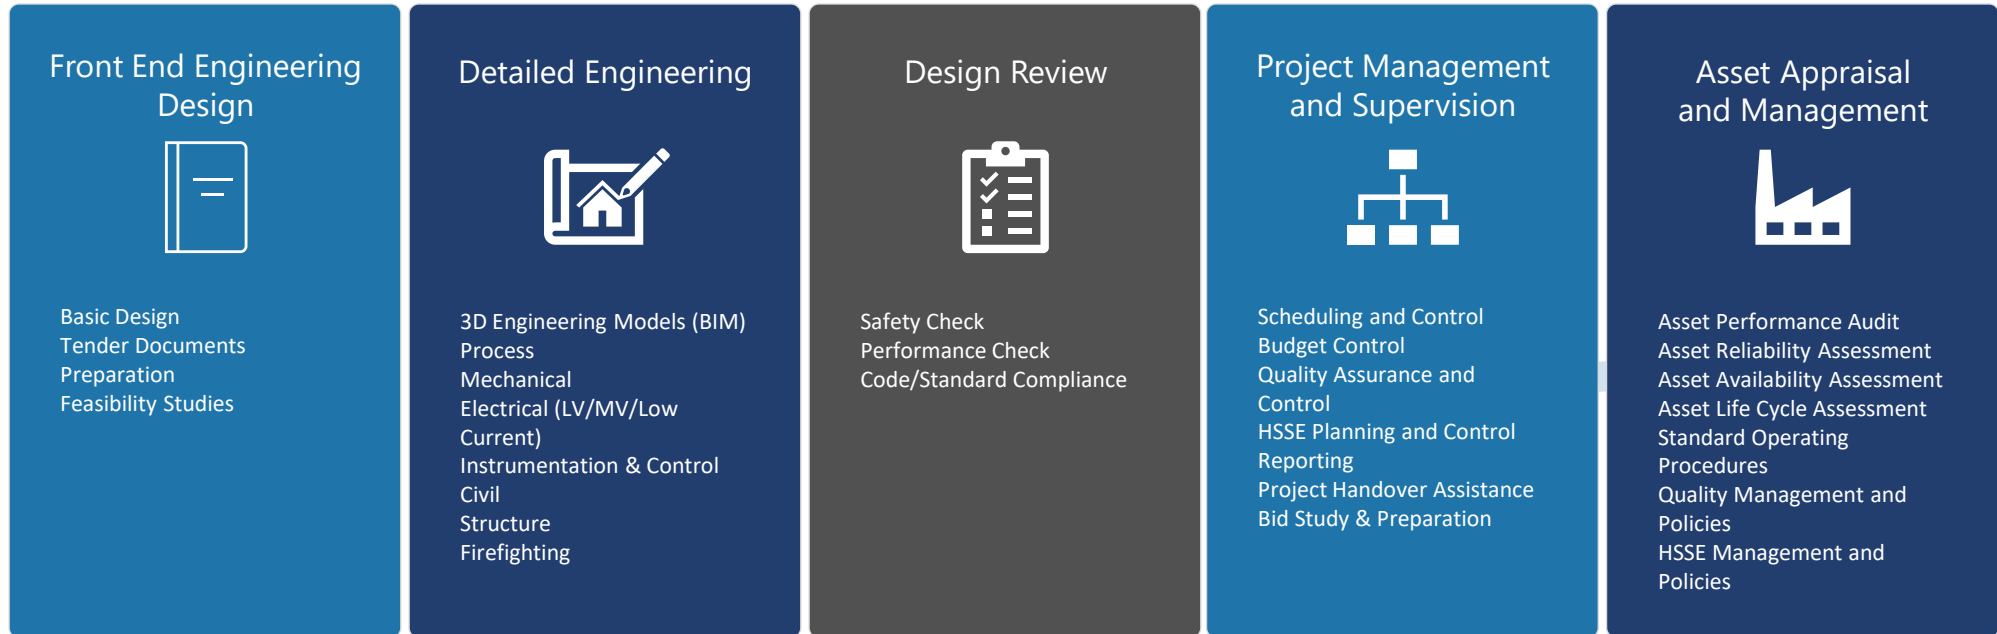 Front End Engineering
Design
Basic Design
Tender Documents
Preparation
Feasibility Studies
Detailed Engineering
3D Engineering Models (BIM)
Process
Mechanical
Electrical (LV/MV/Low
Current)
Instrumentation & Control
Civil
Structure
Firefighting
Design Review
Safety Check
Performance Check
Code/Standard Compliance
Project Management
and Supervision
Scheduling and Control
Budget Control
Quality Assurance and
Control
HSSE Planning and Control
Reporting
Project Handover Assistance
Bid Study & Preparation
Asset Appraisal
and Management
Asset Performance Audit
Asset Reliability Assessment
Asset Availability Assessment
Asset Life Cycle Assessment
Standard Operating
Procedures
Quality Management and
Policies
HSSE Management and
Policies